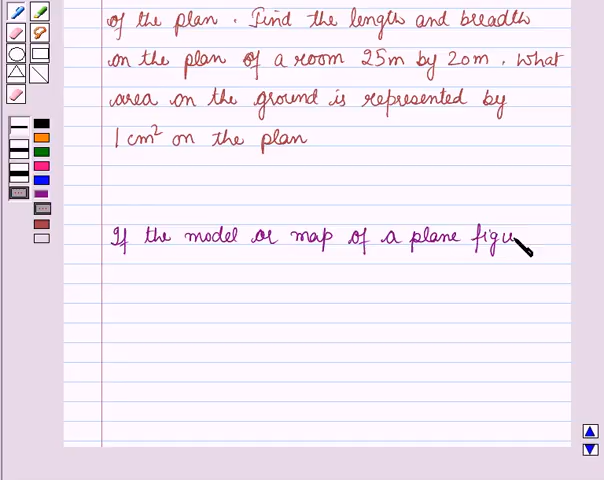 of the plan. Find the length and breadth
on the plan of a room 25m by 20m. What
area on the ground is represented by
1 cm² on the plan
If the model or map of a plane figu